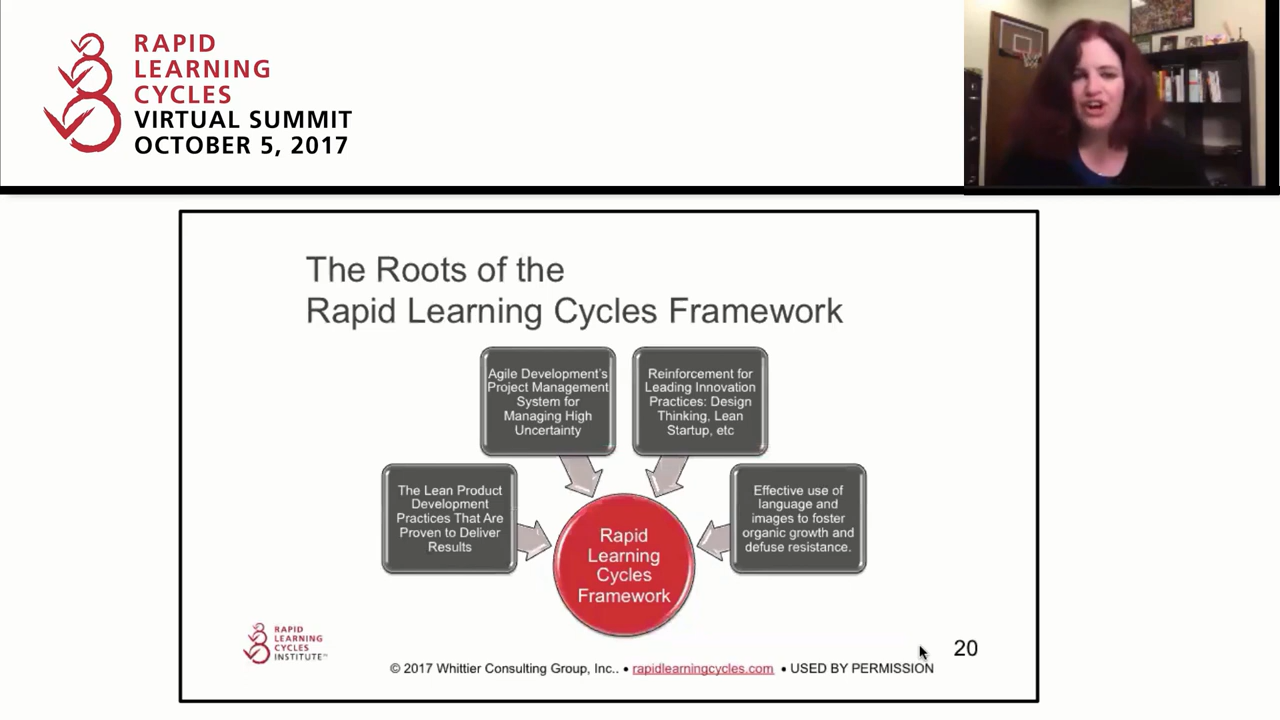 RAPID
LEARNING
CYCLES
VIRTUAL SUMMIT
OCTOBER 5, 2017
The Roots of the
Rapid Learning Cycles Framework
Agile Development's
Project Management
System for
Managing High
Uncertainty
Reinforcement for
Leading Innovation
Practices: Design
Thinking, Lean
Startup, etc
The Lean Product
Development
Practices That Are
Proven to Deliver
Results
Effective use of
language and
images to foster
organic growth and
defuse resistance.
Rapid
Learning
Cycles
Framework
RAPID
LEARNING
CYCLES
INSTITUTE™
20
© 2017 Whittier Consulting Group, Inc.. • rapidlearningcycles.com • USED BY PERMISSION